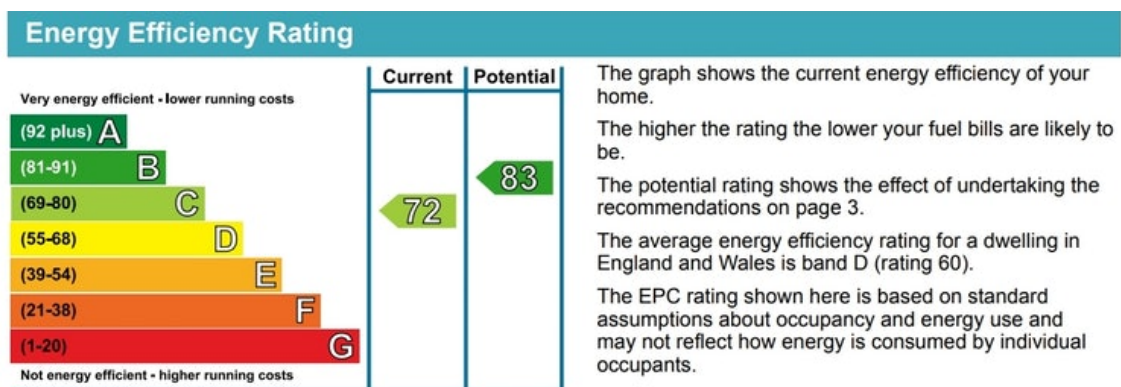 Energy Efficiency Rating
Current Potential
Very energy efficient - lower running costs
(92 plus) A
(81-91) B
(69-80) C
(55-68) D
(39-54) E
(21-38) F
(1-20) G
Not energy efficient - higher running costs
72
83
The graph shows the current energy efficiency of your
home.
The higher the rating the lower your fuel bills are likely to
be.
The potential rating shows the effect of undertaking the
recommendations on page 3.
The average energy efficiency rating for a dwelling in
England and Wales is band D (rating 60).
The EPC rating shown here is based on standard
assumptions about occupancy and energy use and
may not reflect how energy is consumed by individual
occupants.